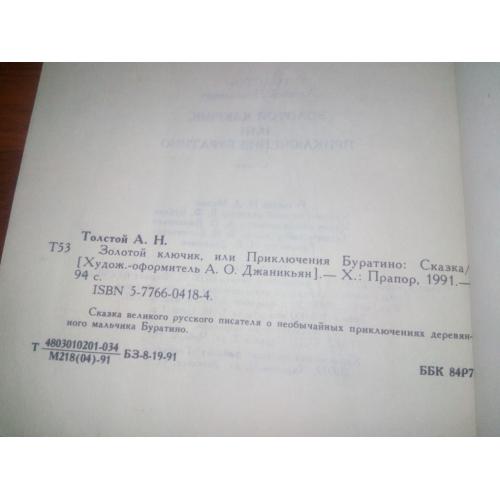 Толстой А. Н.
Т53 Золотой ключик, или Приключения Буратино: Сказка/
[Худож.-оформитель А. О. Джаникьян].— Х.: Прапор, 1991.—
94 с.
ISBN 5-7766-0418-4.
Сказка великого русского писателя о необычайных приключениях деревян-
ного мальчика Буратино.
Т 4803010201-034 БЗ-8-19-91
М218(04)-91
ББК 84Р7